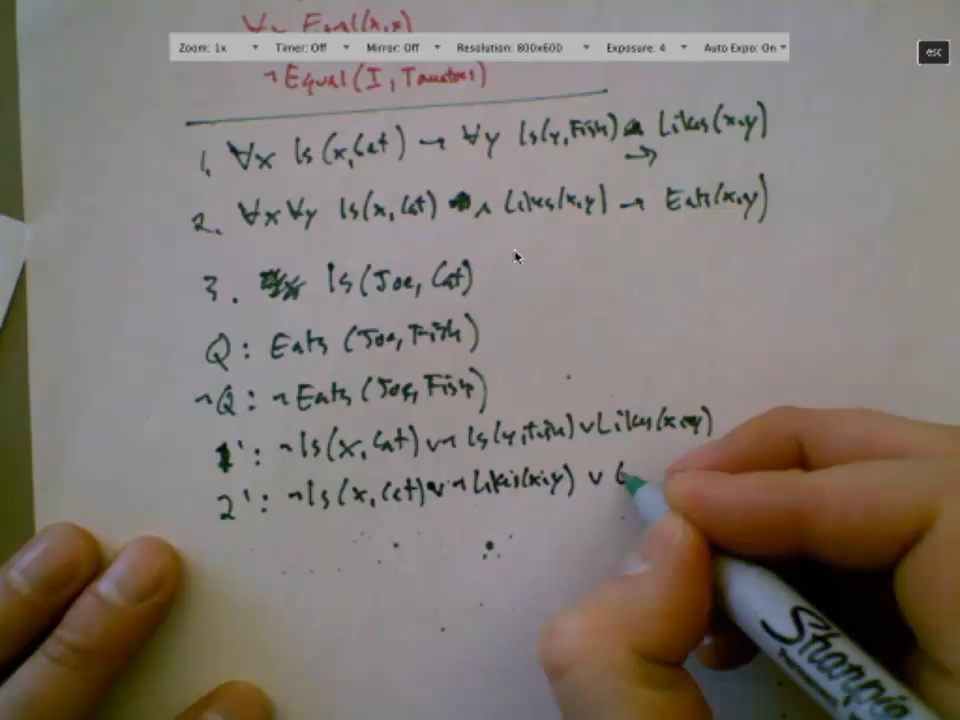 ∀x Equal(x,x)
Zoom: 1x Timer: Off Mirror: Off Resolution: 800x600 Exposure: 4 Auto Expo: On
esc
¬Equal(I,
1. ∀x Is(x,Cat) → ∀y Is(y,Fish) → Likes(x,y)
2. ∀x∀y Is(x,Cat) ∧ Likes(x,y) → Eats(x,y)
3. Is(Joe, Cat)
Q: Eats (Joe, Fish)
¬Q: ¬Eats (Joe, Fish)
1': ¬Is(x,Cat) ∨¬ Is(y,Fish) ∨ Likes(x,y)
2': ¬Is(x,Cat) ∨ ¬Likes(x,y) ∨
Sharpie